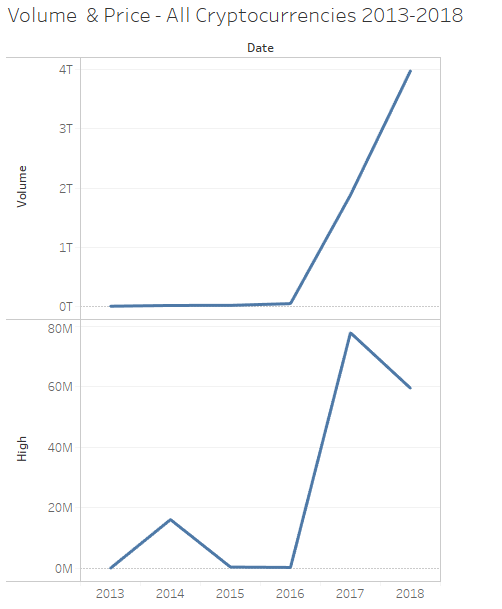 Volume & Price - All Cryptocurrencies 2013-2018
Date
4T
3T
2T
1T
0T
Volume
80M
60M
40M
20M
0M
High
2013 2014 2015 2016 2017 2018